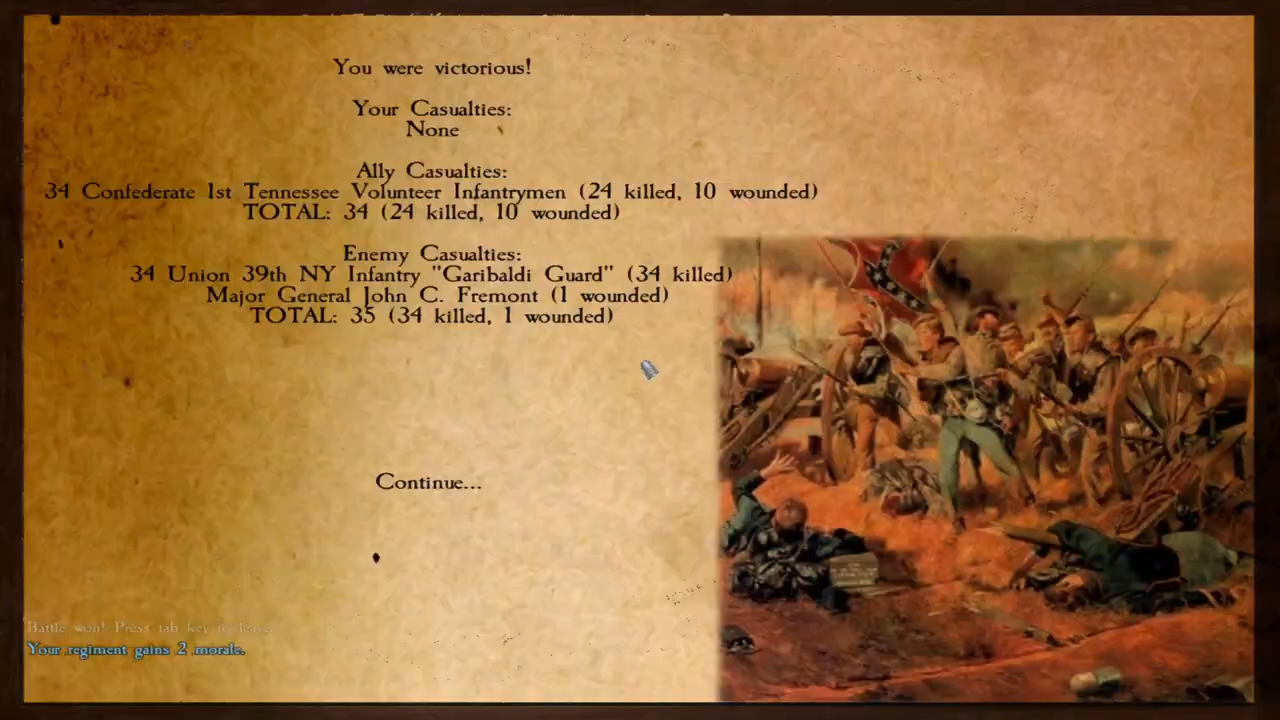 You were victorious!
Your Casualties:
None
Ally Casualties:
34 Confederate 1st Tennessee Volunteer Infantrymen (24 killed, 10 wounded)
TOTAL: 34 (24 killed, 10 wounded)
Enemy Casualties:
34 Union 39th NY Infantry "Garibaldi Guard" (34 killed)
Major General John C. Fremont (1 wounded)
TOTAL: 35 (34 killed, 1 wounded)
Continue...
Battle won! Press tab key to leave.
Your regiment gains 2 morale.